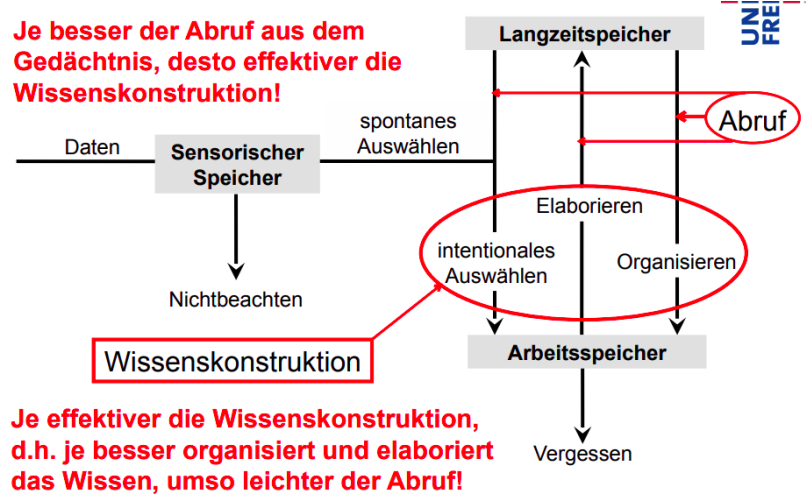 Je besser der Abruf aus dem
Gedächtnis, desto effektiver die
Wissenskonstruktion!
Langzeitspeicher
UNI
FRE
Abruf
Daten
Sensorischer
Speicher
spontanes
Auswählen
Elaborieren
intentionales
Auswählen
Organisieren
Nichtbeachten
Wissenskonstruktion
Arbeitsspeicher
Je effektiver die Wissenskonstruktion,
d.h. je besser organisiert und elaboriert
das Wissen, umso leichter der Abruf!
Vergessen